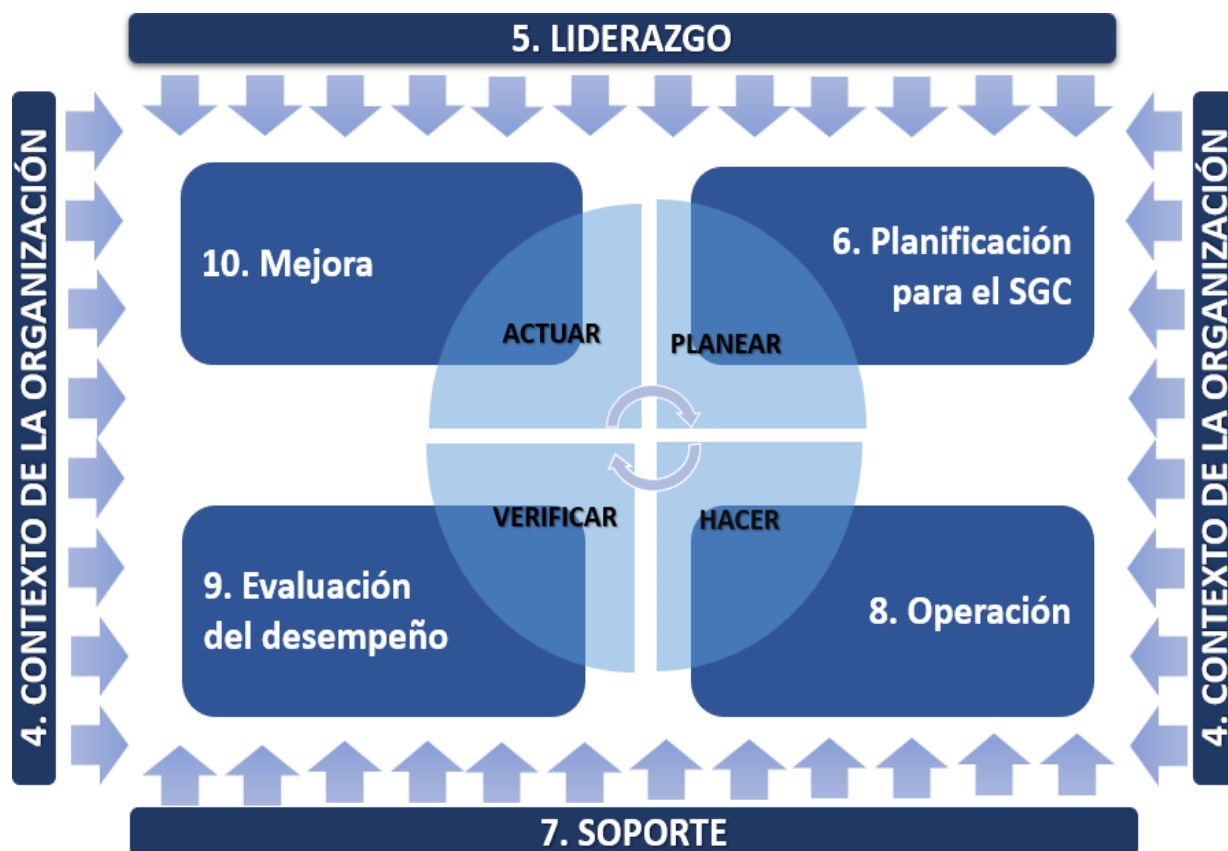 5. LIDERAZGO
4. CONTEXTO DE LA ORGANIZACIÓN
10. Mejora
6. Planificación
para el SGC
ACTUAR
PLANEAR
VERIFICAR
HACER
9. Evaluación
del desempeño
8. Operación
4. CONTEXTO DE LA ORGANIZACIÓN
7. SOPORTE